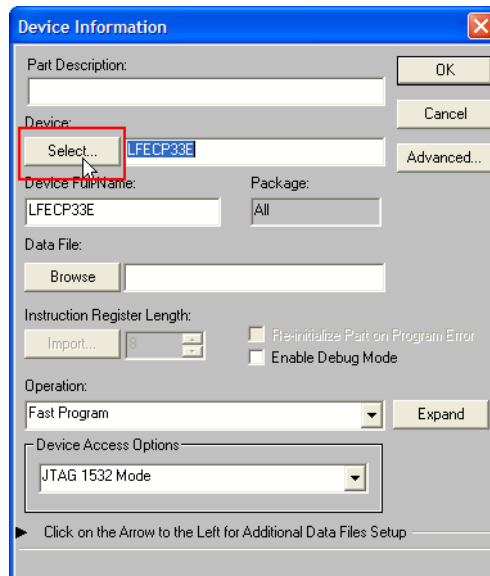 Device Information
Part Description:
OK
Device:
Cancel
Select...
LFECP33E
Advanced...
Device Full Name:
Package:
LFECP33E
All
Data File:
Browse
Instruction Register Length:
Import...
8
Re-initialize Part on Program Error
Enable Debug Mode
Operation:
Fast Program
Expand
Device Access Options
JTAG 1532 Mode
Click on the Arrow to the Left for Additional Data Files Setup